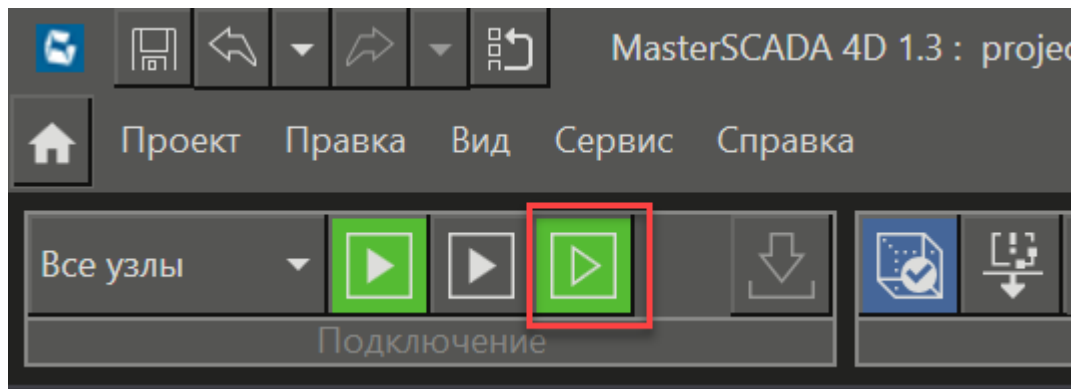 MasterSCADA 4D 1.3 : projec
Проект Правка Вид Сервис Справка
Все узлы
Подключение